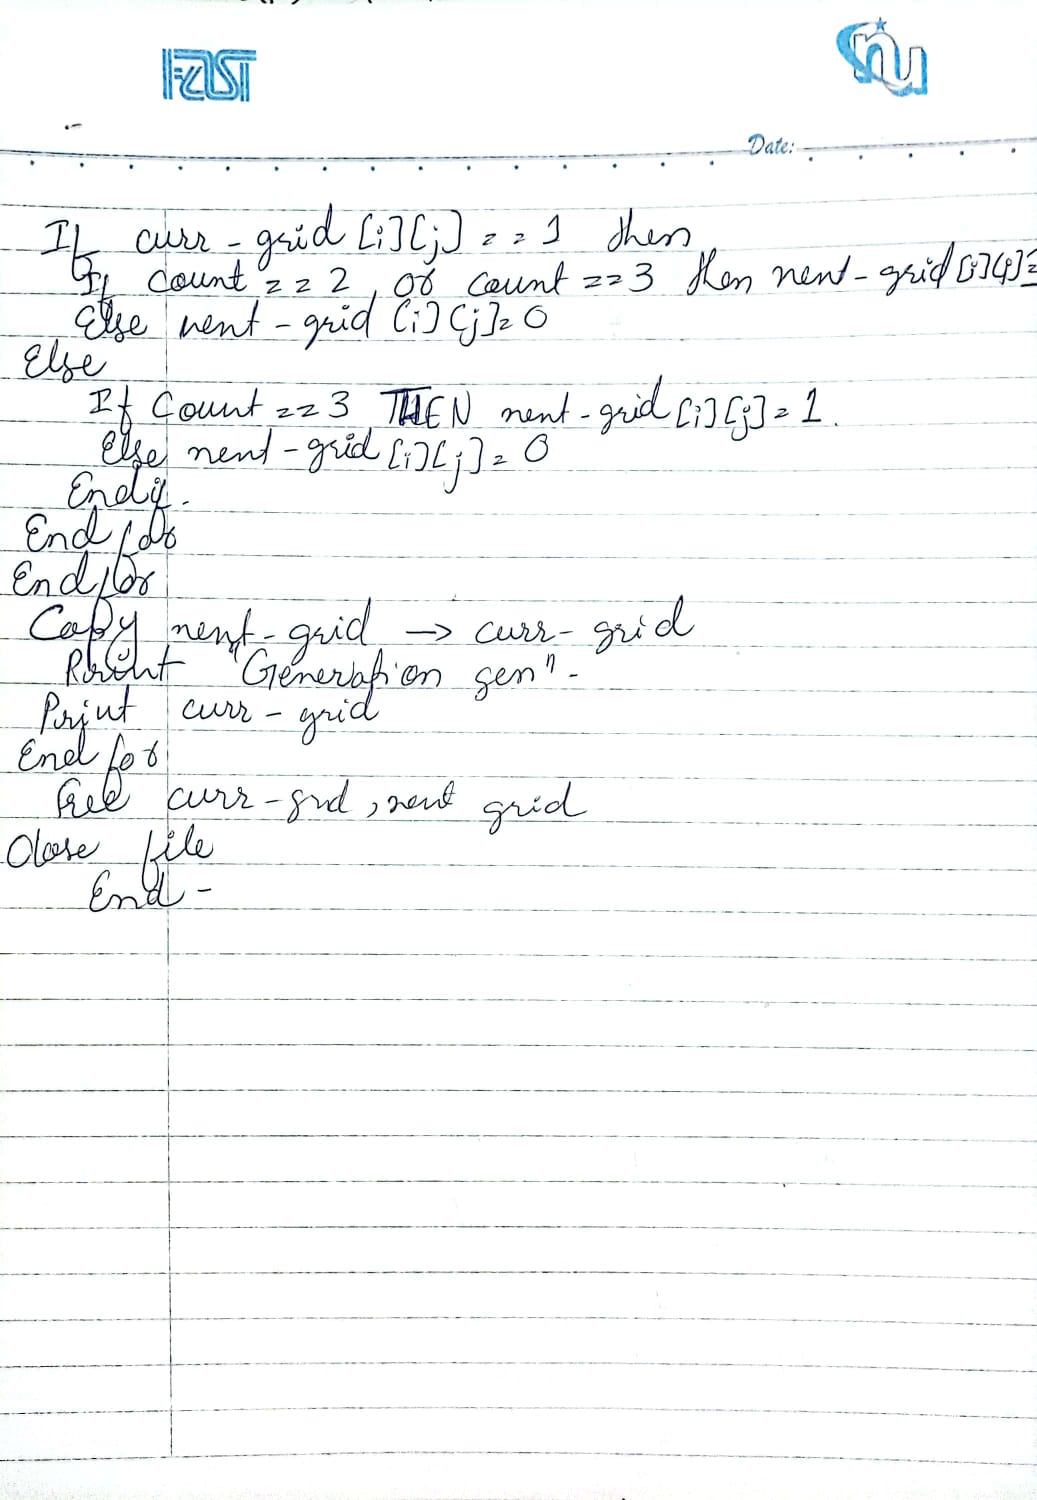 FAST
nu
Date:
If curr-grid [i][j] == 1 then
If count == 2 or count == 3 then next-grid[i][j]=
Else next-grid [i][j]=0
Else
If Count == 3 THEN next-grid[i][j]=1.
Else next-grid[i][j]=0
Endif.
End for
End for
Copy next-grid → curr-grid
Print "Generation gen".
Print curr-grid
End for
free curr-grd, next grid
Close file
End-